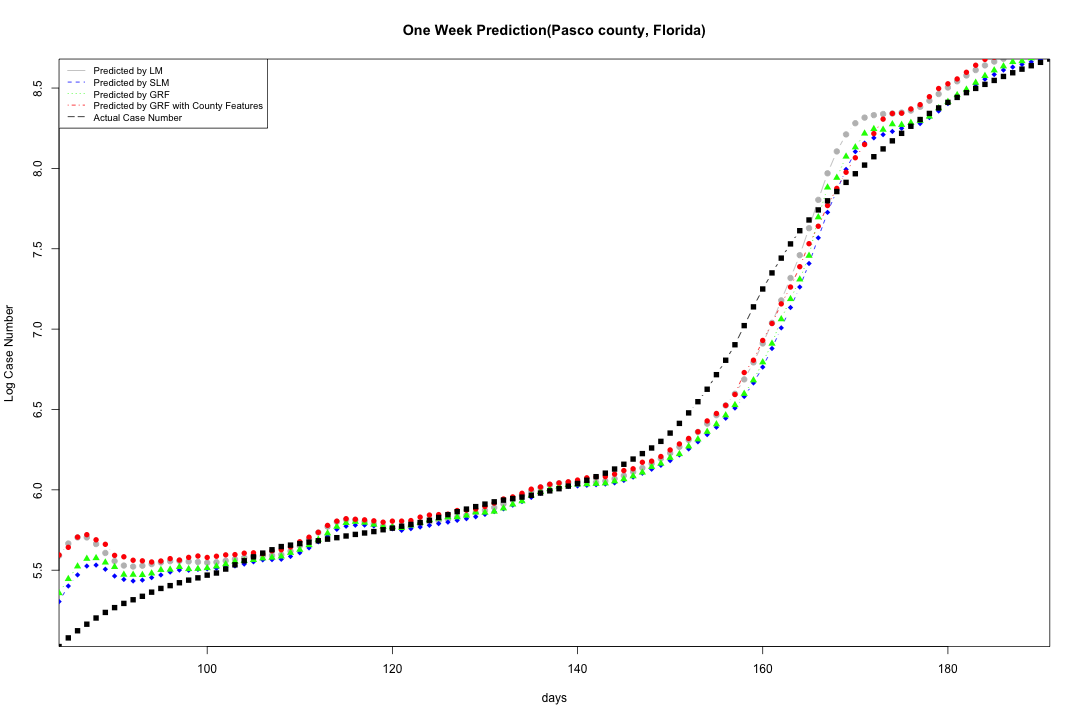 One Week Prediction(Pasco county, Florida)
Predicted by LM
Predicted by SLM
Predicted by GRF
Predicted by GRF with County Features
Actual Case Number
8.5
8.0
7.5
7.0
6.5
6.0
5.5
Log Case Number
100 120 140 160 180
days